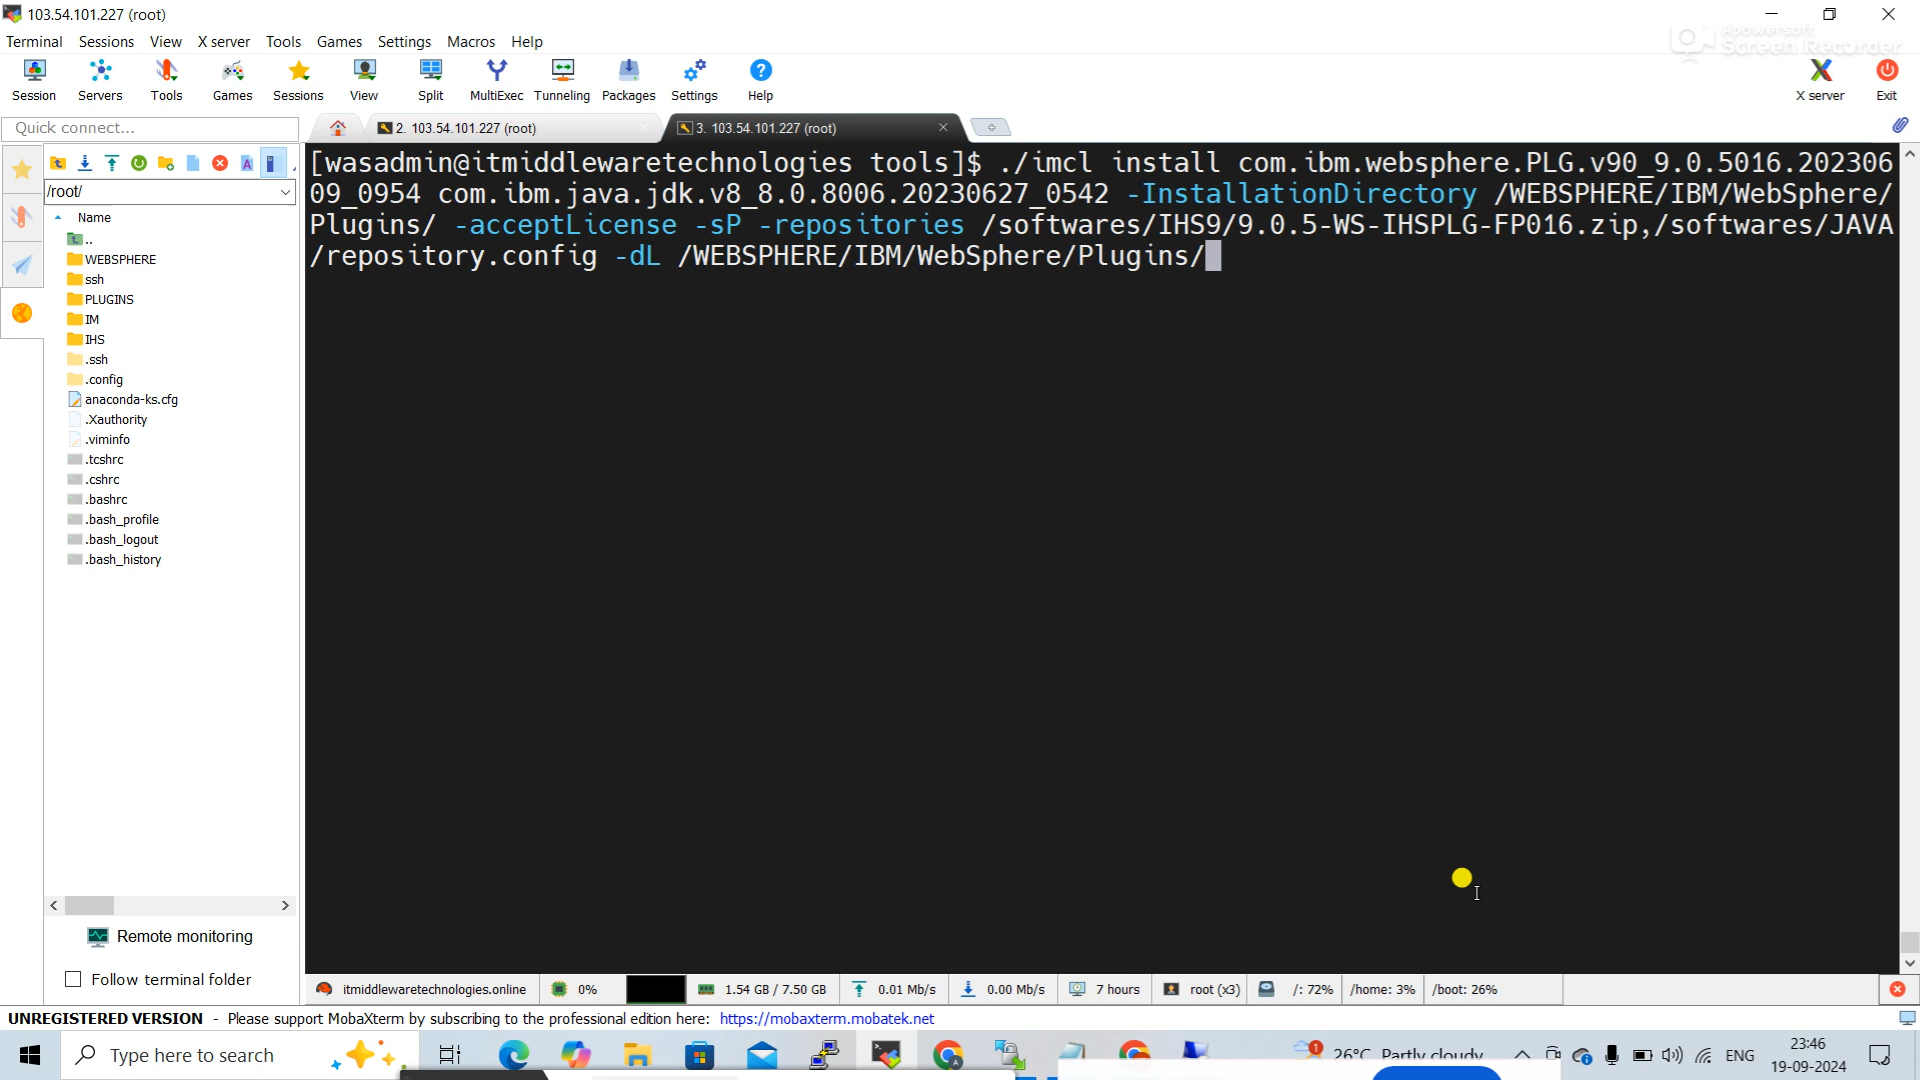 103.54.101.227 (root)
Apowersoft
Screen Recorder
Terminal Sessions View X server Tools Games Settings Macros Help
Session Servers Tools Games Sessions View Split MultiExec Tunneling Packages Settings Help X server Exit
Quick connect...
2. 103.54.101.227 (root)
3. 103.54.101.227 (root)
/root/
Name
..
WEBSPHERE
ssh
PLUGINS
IM
IHS
.ssh
.config
anaconda-ks.cfg
.Xauthority
.viminfo
.tcshrc
.cshrc
.bashrc
.bash_profile
.bash_logout
.bash_history
Remote monitoring
Follow terminal folder
[wasadmin@itmiddlewaretechnologies tools]$ ./imcl install com.ibm.websphere.PLG.v90_9.0.5016.202306
09_0954 com.ibm.java.jdk.v8_8.0.8006.20230627_0542 -InstallationDirectory /WEBSPHERE/IBM/WebSphere/
Plugins/ -acceptLicense -sP -repositories /softwares/IHS9/9.0.5-WS-IHSPLG-FP016.zip,/softwares/JAVA
/repository.config -dL /WEBSPHERE/IBM/WebSphere/Plugins/
itmiddlewaretechnologies.online 0% 1.54 GB / 7.50 GB 0.01 Mb/s 0.00 Mb/s 7 hours root (x3) /: 72% /home: 3% /boot: 26%
UNREGISTERED VERSION - Please support MobaXterm by subscribing to the professional edition here: https://mobaxterm.mobatek.net
Type here to search
1
26°C Partly cloudy
ENG
23:46
19-09-2024